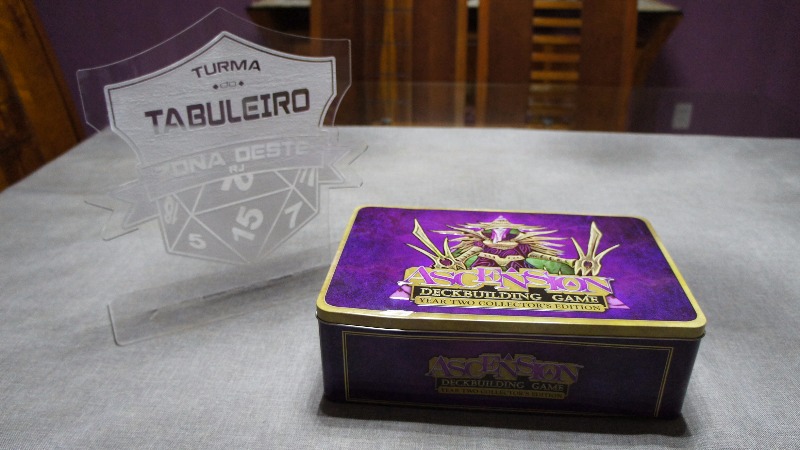 TURMA
DO
TABULEIRO
ZONA OESTE
RJ
15
5
7
ASCENSION
DECKBUILDING GAME
YEAR TWO COLLECTOR'S EDITION
ASCENSION
DECKBUILDING GAME
YEAR TWO COLLECTOR'S EDITION